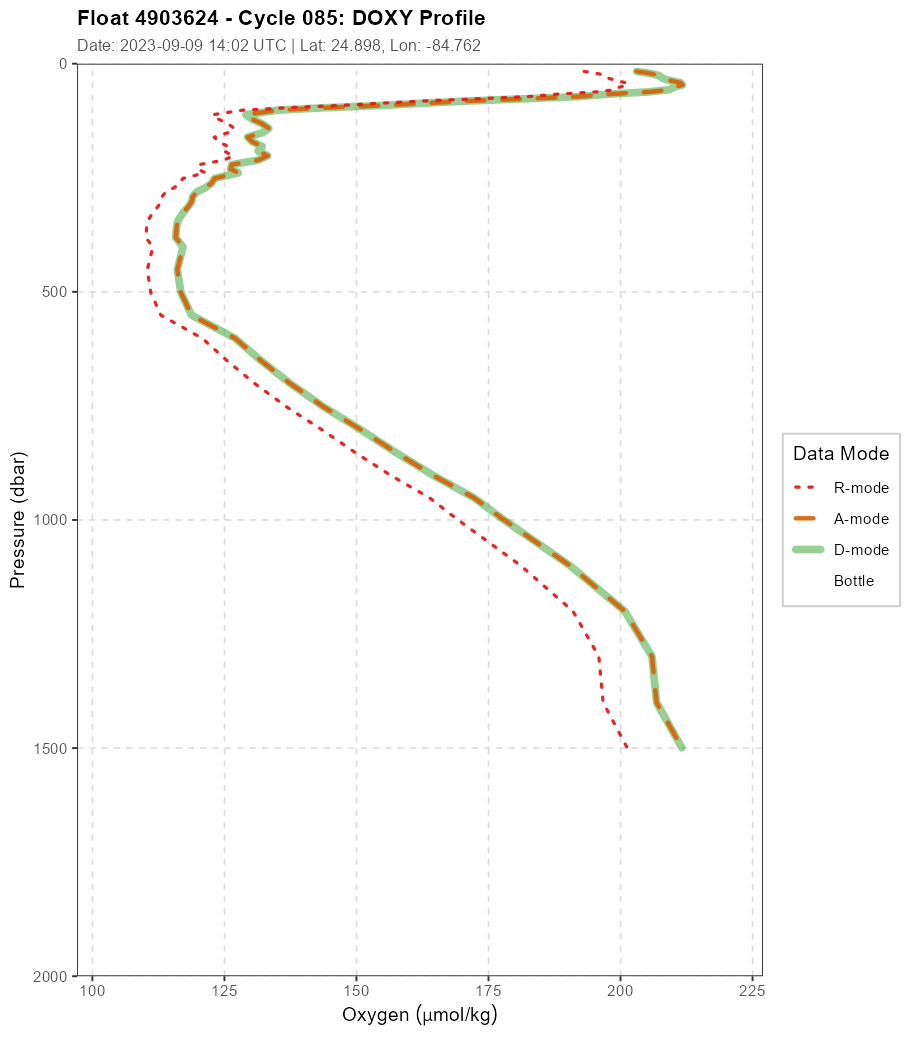 Float 4903624 - Cycle 085: DOXY Profile
Date: 2023-09-09 14:02 UTC | Lat: 24.898, Lon: -84.762
0
500
1000
1500
2000
Pressure (dbar)
100 125 150 175 200 225
Oxygen (μmol/kg)
Data Mode
R-mode
A-mode
D-mode
Bottle